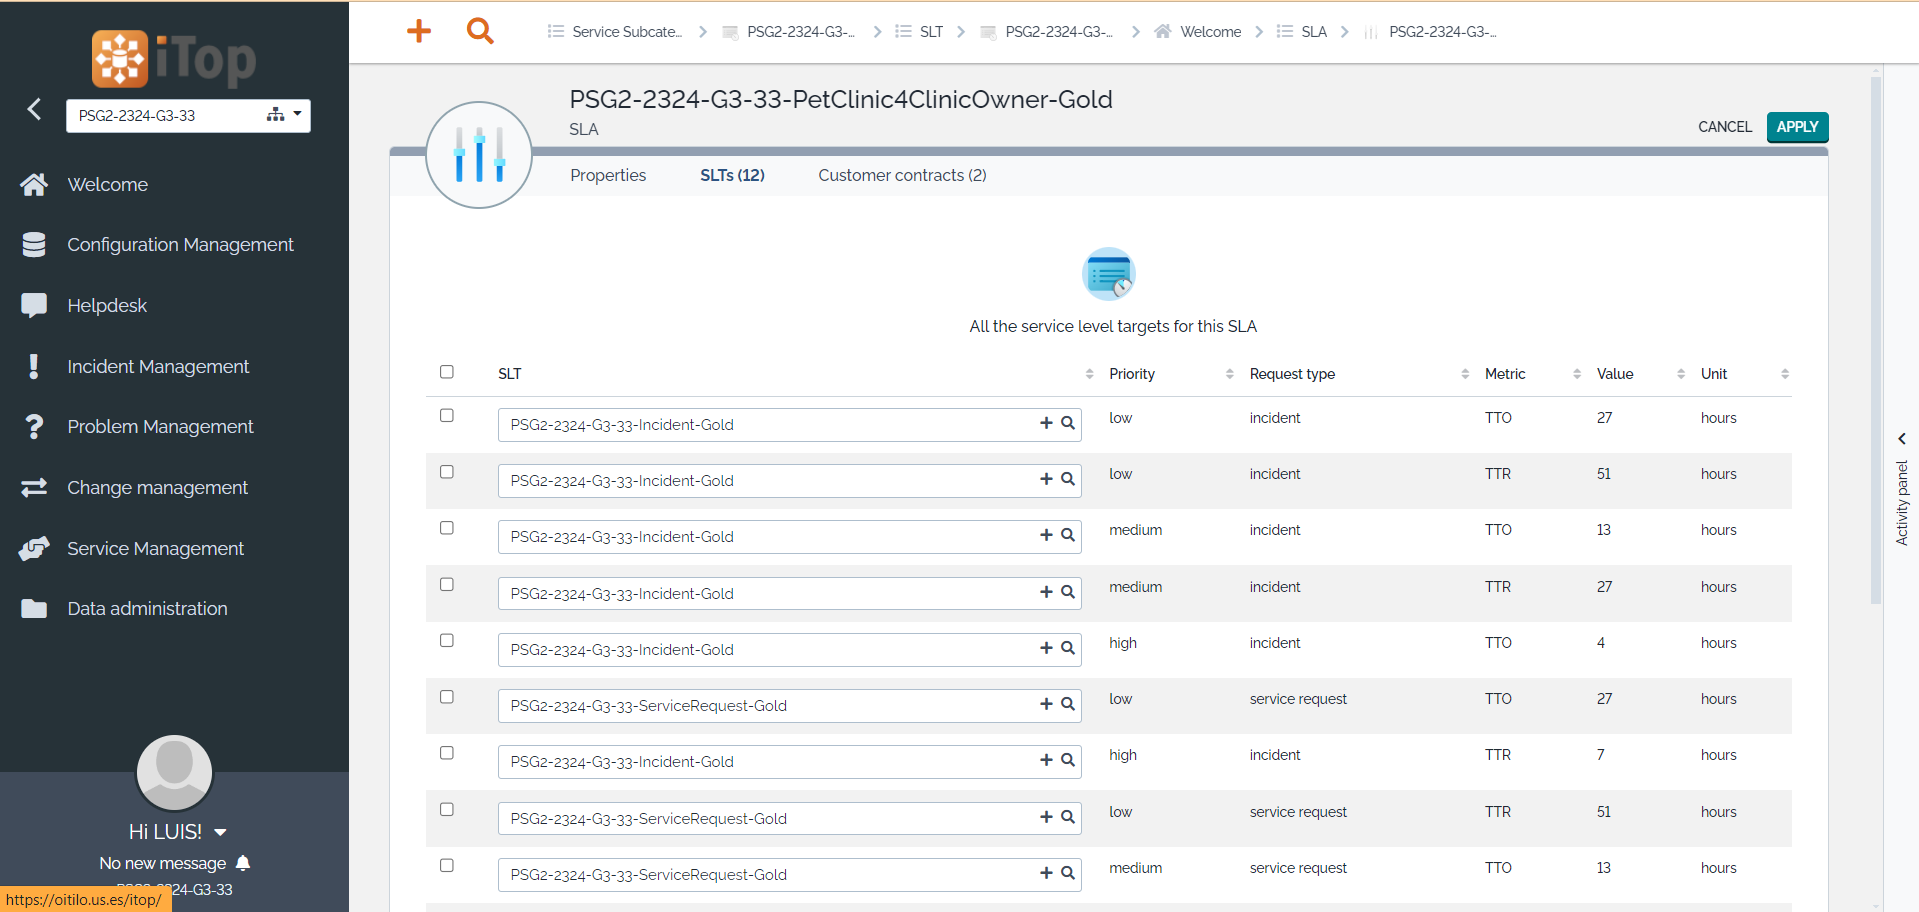 iTop
PSG2-2324-G3-33
Welcome
Configuration Management
Helpdesk
Incident Management
Problem Management
Change management
Service Management
Data administration
Hi LUIS!
No new message
24-G3-33
https://oitilo.us.es/itop/
Service Subcate... PSG2-2324-G3-... SLT PSG2-2324-G3-... Welcome SLA PSG2-2324-G3-...
PSG2-2324-G3-33-PetClinic4ClinicOwner-Gold
SLA
CANCEL APPLY
Properties SLTs (12) Customer contracts (2)
All the service level targets for this SLA
SLT Priority Request type Metric Value Unit
PSG2-2324-G3-33-Incident-Gold low incident TTO 27 hours
PSG2-2324-G3-33-Incident-Gold low incident TTR 51 hours
PSG2-2324-G3-33-Incident-Gold medium incident TTO 13 hours
PSG2-2324-G3-33-Incident-Gold medium incident TTR 27 hours
PSG2-2324-G3-33-Incident-Gold high incident TTO 4 hours
PSG2-2324-G3-33-ServiceRequest-Gold low service request TTO 27 hours
PSG2-2324-G3-33-Incident-Gold high incident TTR 7 hours
PSG2-2324-G3-33-ServiceRequest-Gold low service request TTR 51 hours
PSG2-2324-G3-33-ServiceRequest-Gold medium service request TTO 13 hours
Activity panel